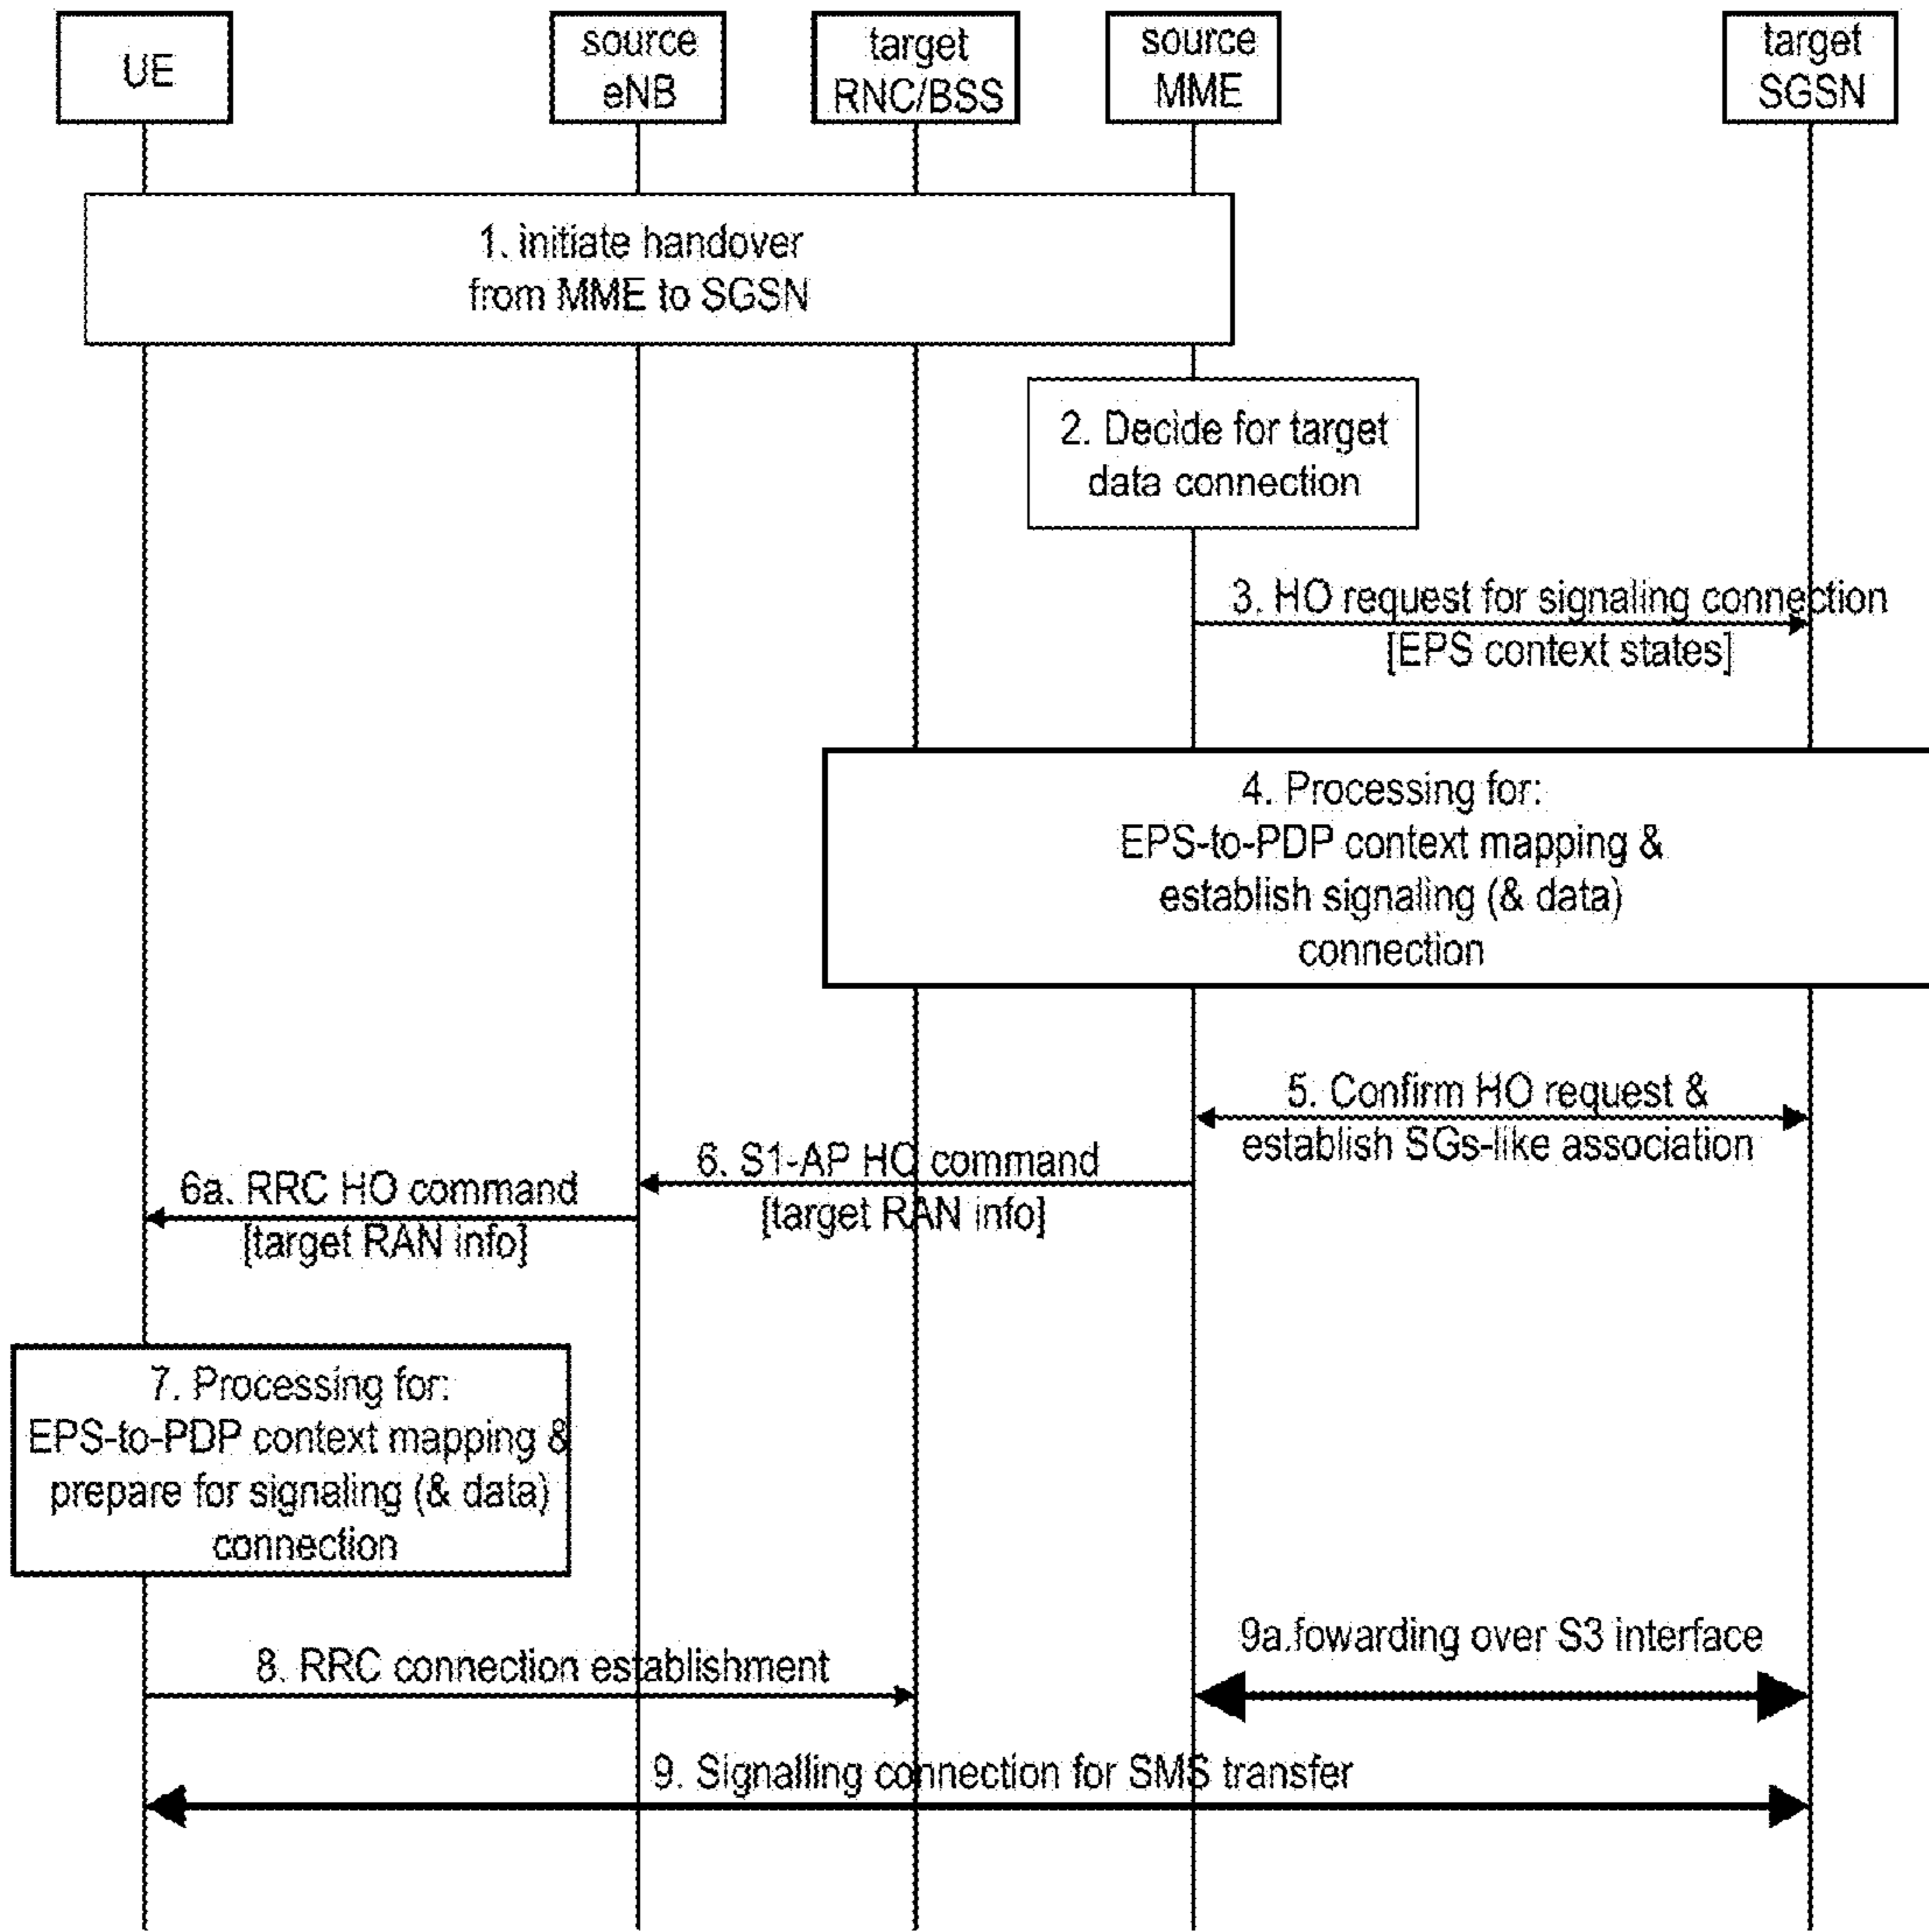 UE
source
eNB
target
RNC/BSS
source
MME
target
SGSN
1. initiate handover
from MME to SGSN
2. Decide for target
data connection
3. HO request for signaling connection
[EPS context states]
4. Processing for:
EPS-to-PDP context mapping &
establish signaling (& data)
connection
5. Confirm HO request &
establish SGs-like association
6. S1-AP HO command
[target RAN info]
6a. RRC HO command
[target RAN info]
7. Processing for:
EPS-to-PDP context mapping &
prepare for signaling (& data)
connection
9a.fowarding over S3 interface
8. RRC connection establishment
9. Signalling connection for SMS transfer